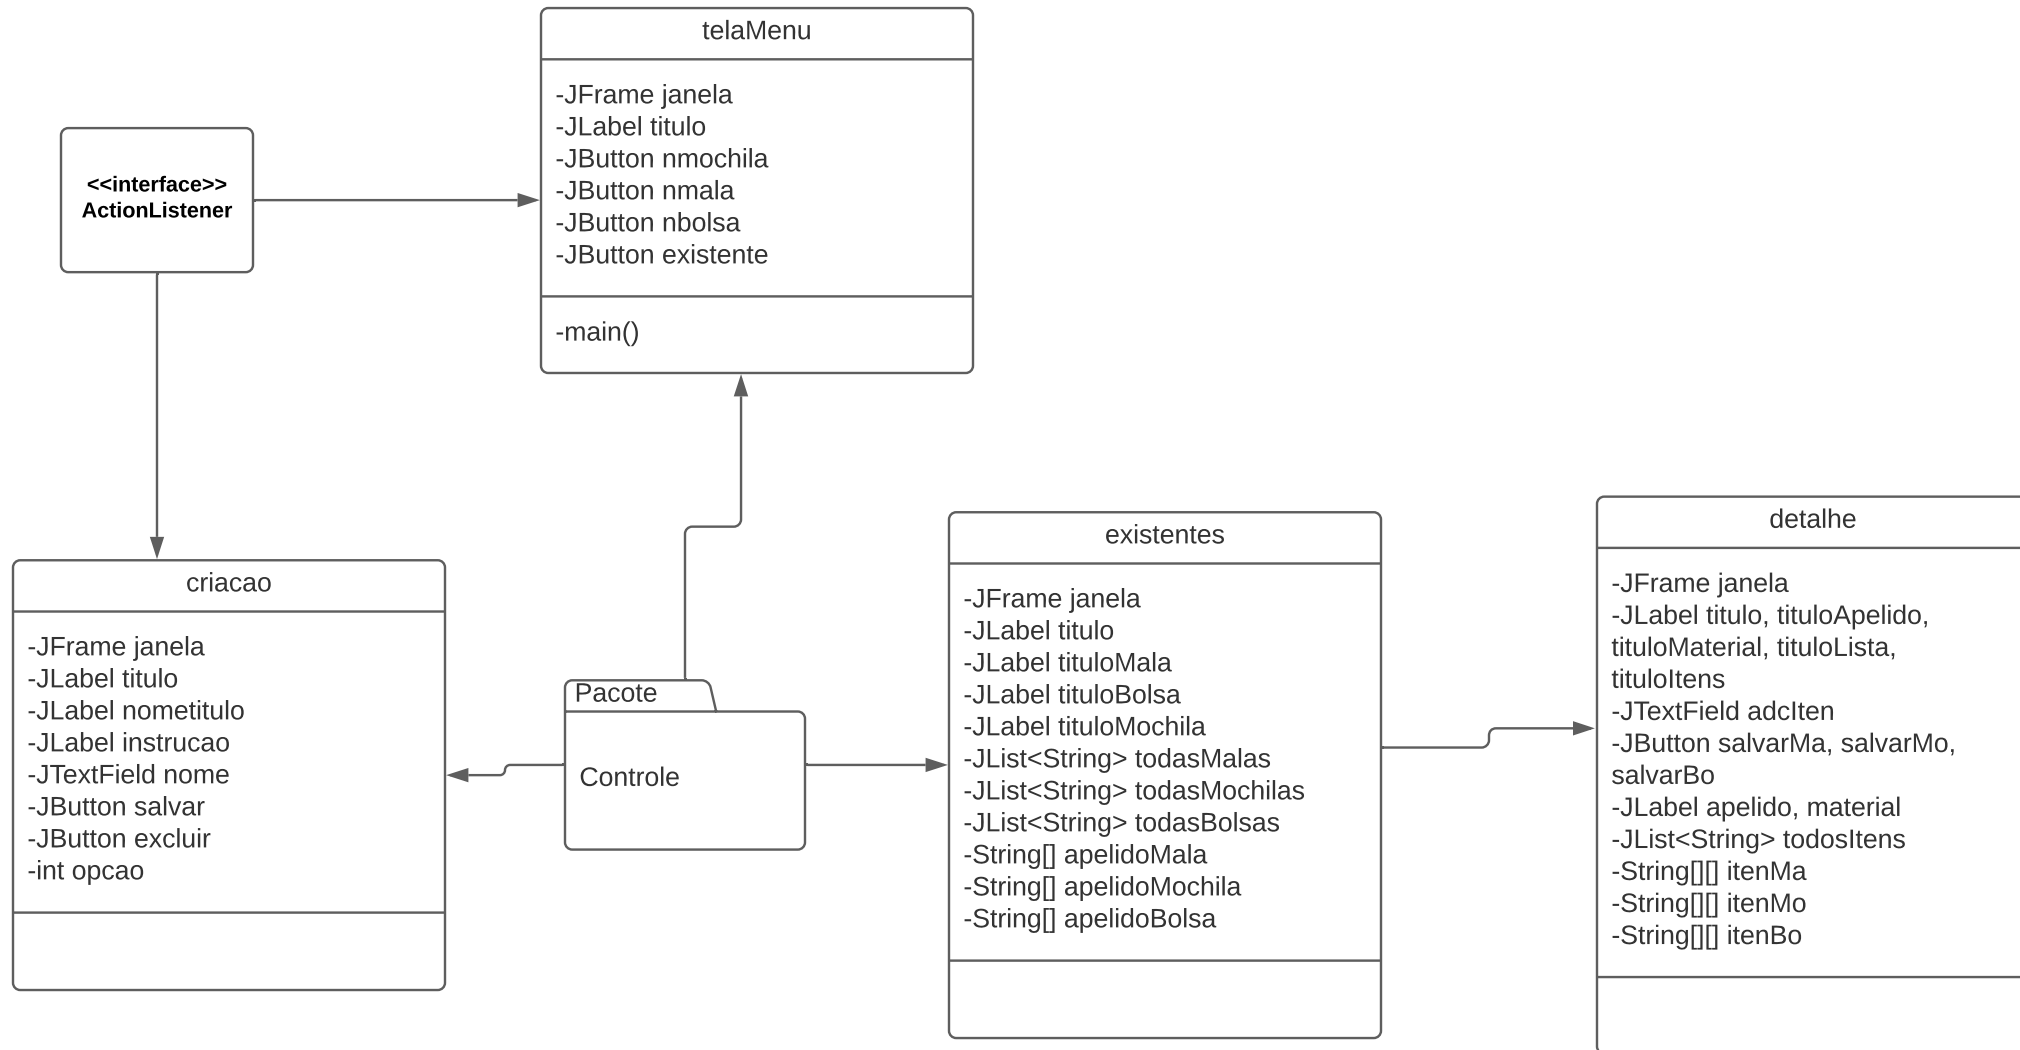 telaMenu
-JFrame janela
-JLabel titulo
-JButton nmochila
-JButton nmala
-JButton nbolsa
-JButton existente
-main()
<<interface>>
ActionListener
criacao
-JFrame janela
-JLabel titulo
-JLabel nometitulo
-JLabel instrucao
-JTextField nome
-JButton salvar
-JButton excluir
-int opcao
Pacote
Controle
existentes
-JFrame janela
-JLabel titulo
-JLabel tituloMala
-JLabel tituloBolsa
-JLabel tituloMochila
-JList<String> todasMalas
-JList<String> todasMochilas
-JList<String> todasBolsas
-String[] apelidoMala
-String[] apelidoMochila
-String[] apelidoBolsa
detalhe
-JFrame janela
-JLabel titulo, tituloApelido,
tituloMaterial, tituloLista,
tituloItens
-JTextField adcIten
-JButton salvarMa, salvarMo,
salvarBo
-JLabel apelido, material
-JList<String> todosItens
-String[][] itenMa
-String[][] itenMo
-String[][] itenBo